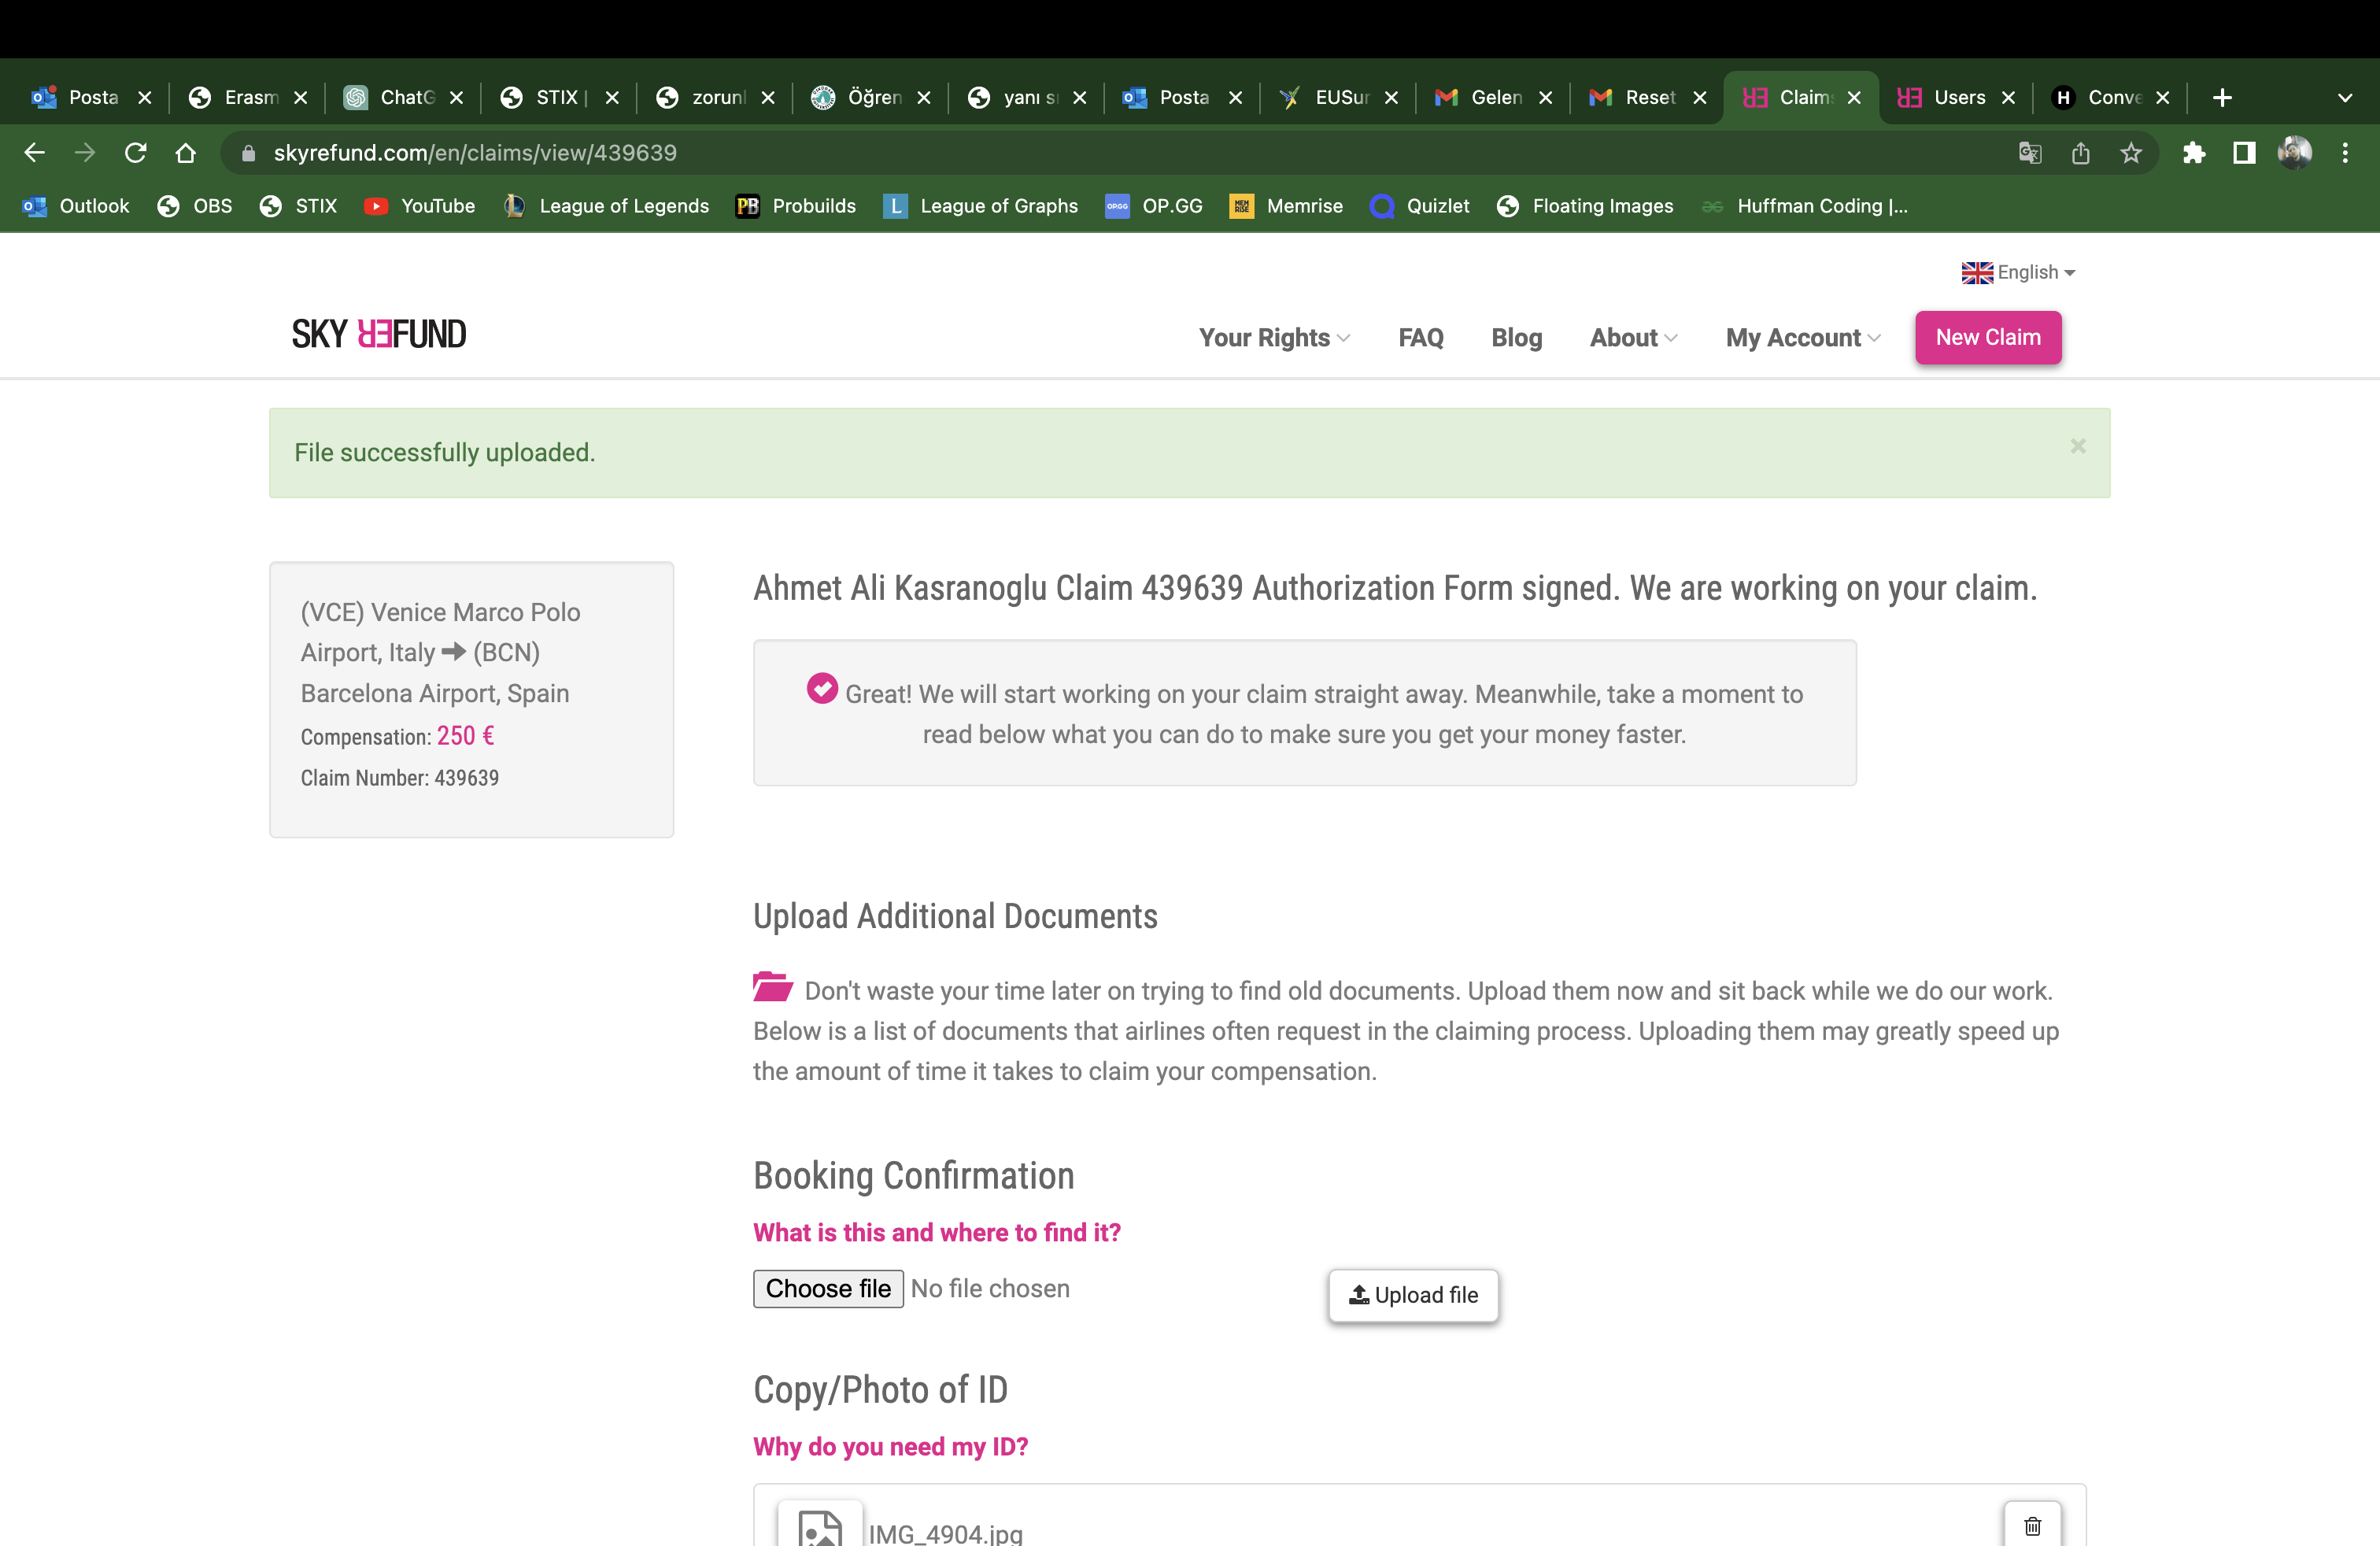 Posta
Erasm
ChatG
STIX |
zorunl
Öğren
yanı sı
Posta
EUSur
Gelen
Reset
Claims
Users
Conve
skyrefund.com/en/claims/view/439639
Outlook
OBS
STIX
YouTube
League of Legends
Probuilds
League of Graphs
OP.GG
Memrise
Quizlet
Floating Images
Huffman Coding |...
English
SKY REFUND
Your Rights
FAQ
Blog
About
My Account
New Claim
File successfully uploaded.
(VCE) Venice Marco Polo
Airport, Italy ➔ (BCN)
Barcelona Airport, Spain
Compensation: 250 €
Claim Number: 439639
Ahmet Ali Kasranoglu Claim 439639 Authorization Form signed. We are working on your claim.
Great! We will start working on your claim straight away. Meanwhile, take a moment to
read below what you can do to make sure you get your money faster.
Upload Additional Documents
Don't waste your time later on trying to find old documents. Upload them now and sit back while we do our work.
Below is a list of documents that airlines often request in the claiming process. Uploading them may greatly speed up
the amount of time it takes to claim your compensation.
Booking Confirmation
What is this and where to find it?
Choose file No file chosen
Upload file
Copy/Photo of ID
Why do you need my ID?
IMG_4904.jpg